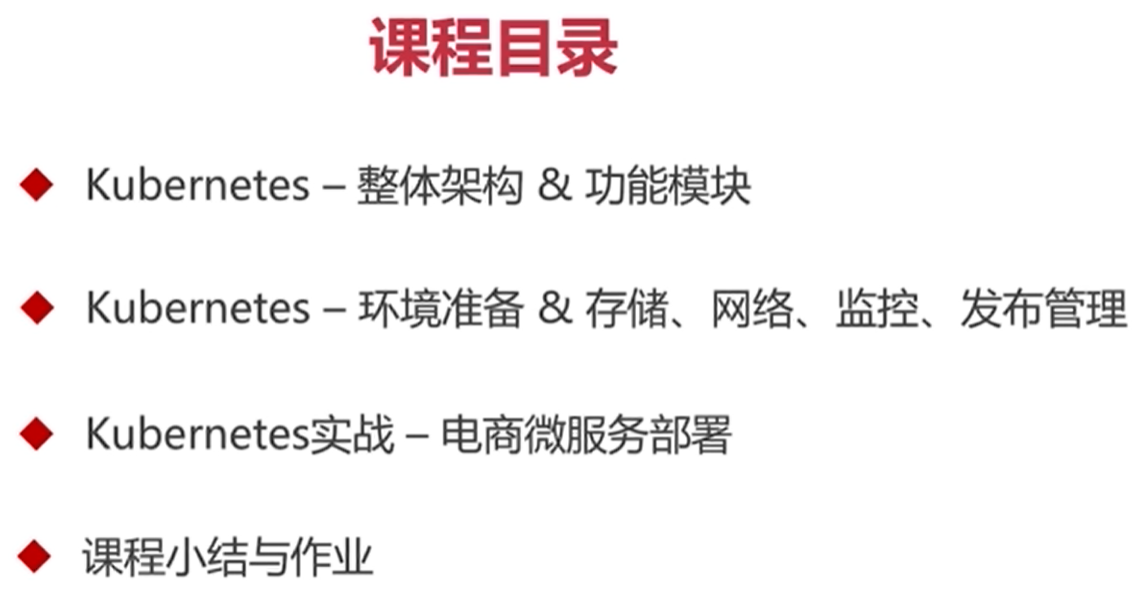 课程目录
Kubernetes – 整体架构 & 功能模块
Kubernetes – 环境准备 & 存储、网络、监控、发布管理
Kubernetes实战 – 电商微服务部署
课程小结与作业